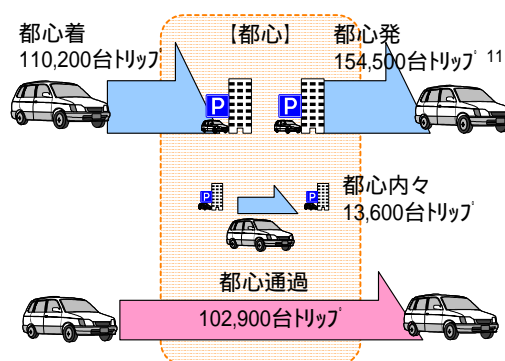 都心着
110,200台トリップ
【都心】
都心発
154,500台トリップ 11
P
P
P
P
都心内々
13,600台トリップ
都心通過
102,900台トリップ